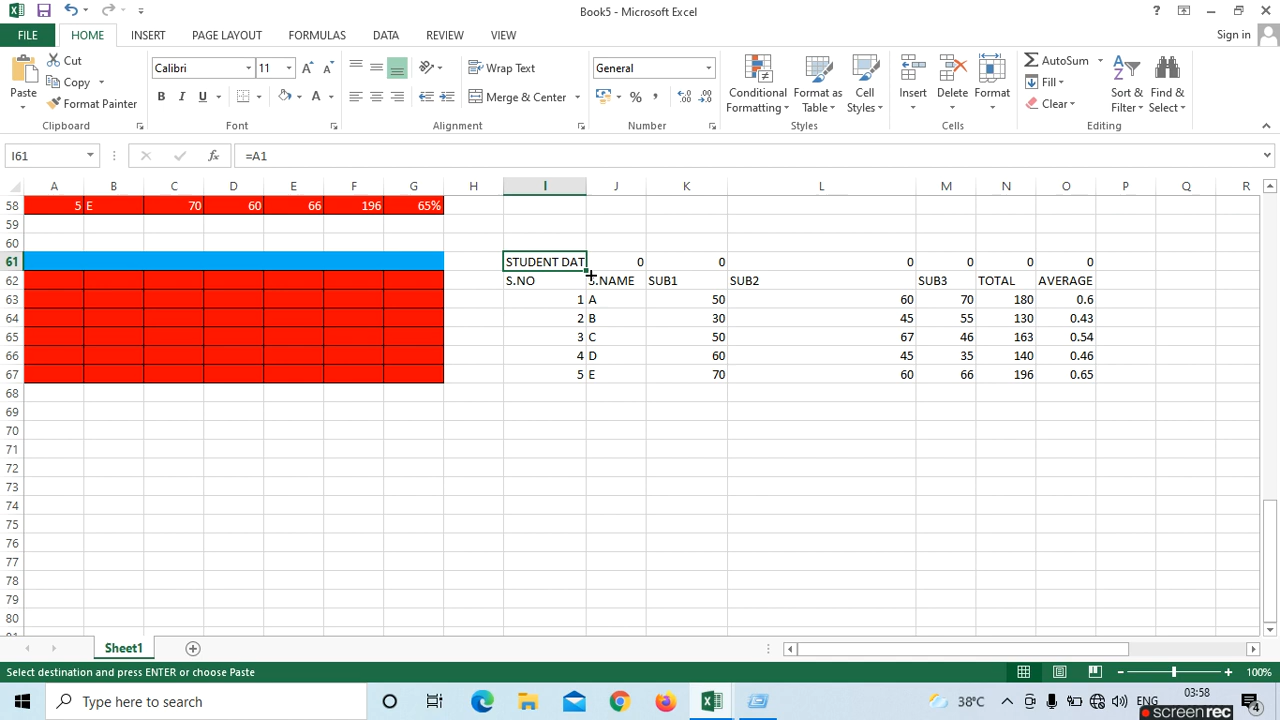 Book5 - Microsoft Excel
?
FILE HOME INSERT PAGE LAYOUT FORMULAS DATA REVIEW VIEW Sign in
Paste Cut Copy Format Painter
Clipboard
Calibri 11 A A
B I U A
Font
Wrap Text
Merge & Center
Alignment
General
% ,
Number
Conditional Formatting Format as Table Cell Styles
Styles
Insert Delete Format
Cells
AutoSum Fill Clear
Sort & Filter Find & Select
Editing
I61 fx =A1
A B C D E F G H I J K L M N O P Q R
58 5 E 70 60 66 196 65%
59
60
61 STUDENT DAT 0 0 0 0 0 0
62 S.NO S.NAME SUB1 SUB2 SUB3 TOTAL AVERAGE
63 1 A 50 60 70 180 0.6
64 2 B 30 45 55 130 0.43
65 3 C 50 67 46 163 0.54
66 4 D 60 45 35 140 0.46
67 5 E 70 60 66 196 0.65
68
69
70
71
72
73
74
75
76
77
78
79
80
Sheet1
Select destination and press ENTER or choose Paste 100%
Type here to search
38°C ENG 03:58 4
screenrec